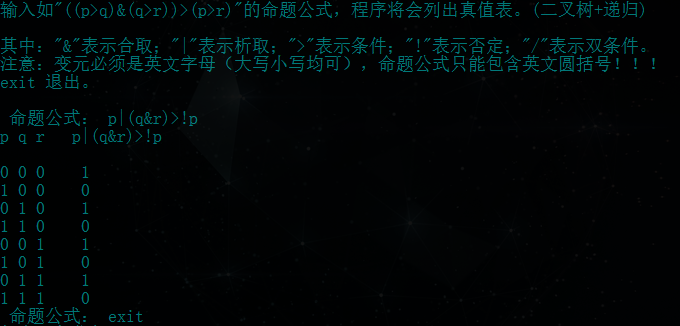 输入如"((p>q)&(q>r))>(p>r)"的命题公式，程序将会列出真值表。(二叉树+递归)
其中："&"表示合取；"|"表示析取；">"表示条件；"!"表示否定；"/"表示双条件。
注意：变元必须是英文字母（大写小写均可），命题公式只能包含英文圆括号！！！
exit 退出。
命题公式： p|(q&r)>!p
p q r   p|(q&r)>!p
0 0 0    1
1 0 0    0
0 1 0    1
1 1 0    0
0 0 1    1
1 0 1    0
0 1 1    1
1 1 1    0
命题公式： exit